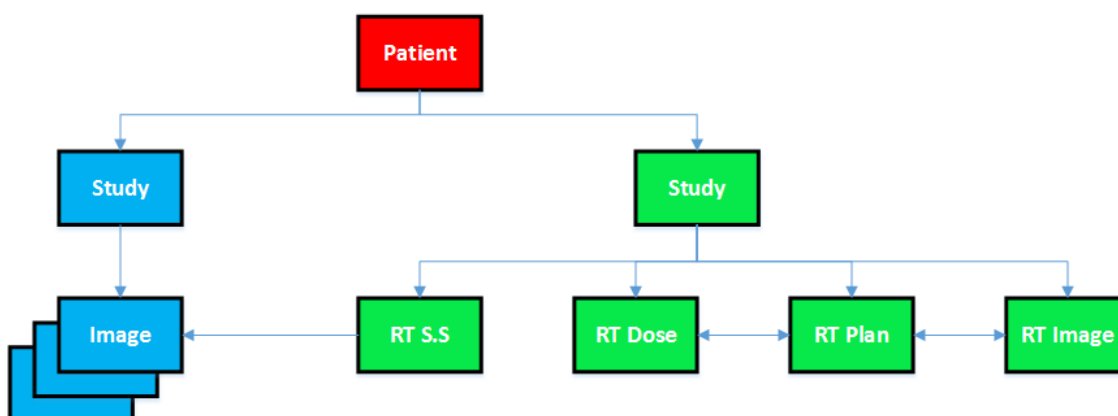 Patient
Study
Study
Image
RT S.S
RT Dose
RT Plan
RT Image